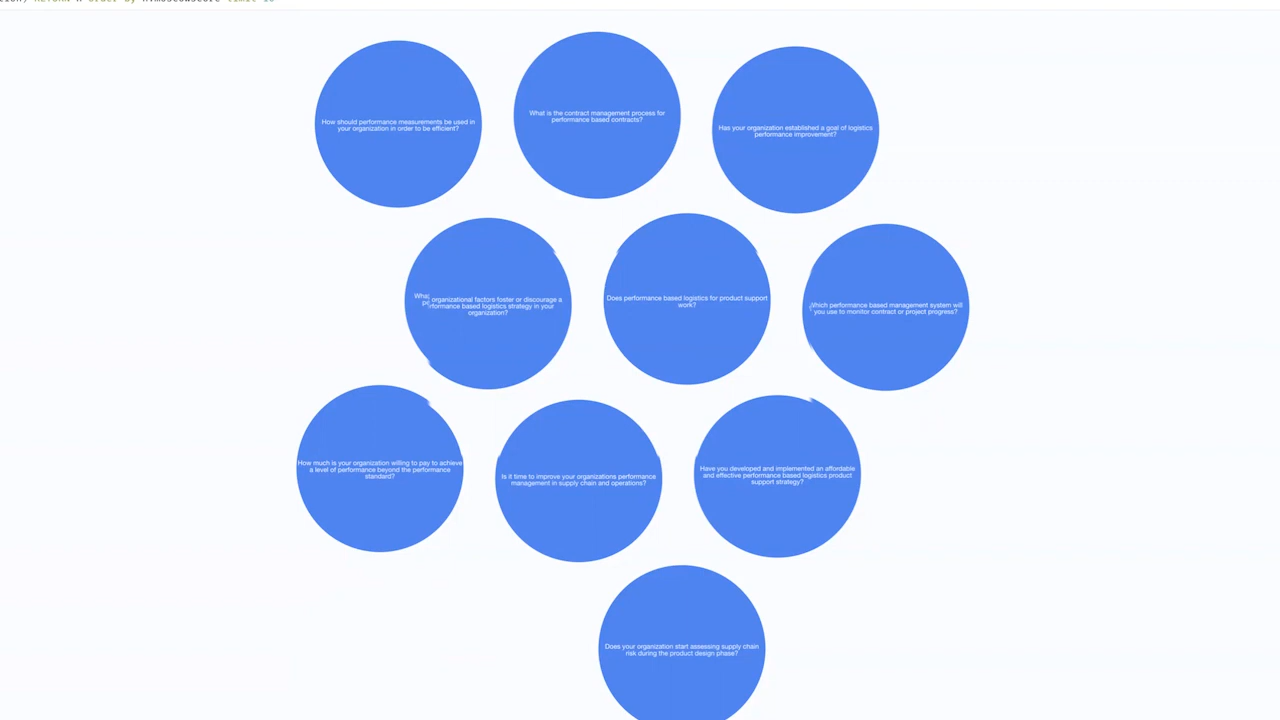 How should performance measurements be used in
your organization in order to be efficient?
What is the contract management process for
performance based contracts?
Has your organization established a goal of logistics
performance improvement?
What organizational factors foster or discourage a
performance based logistics strategy in your
organization?
Does performance based logistics for product support
work?
Which performance based management system will
you use to monitor contract or project progress?
How much is your organization willing to pay to achieve
a level of performance beyond the performance
standard?
Is it time to improve your organizations performance
management in supply chain and operations?
Have you developed and implemented an affordable
and effective performance based logistics product
support strategy?
Does your organization start assessing supply chain
risk during the product design phase?